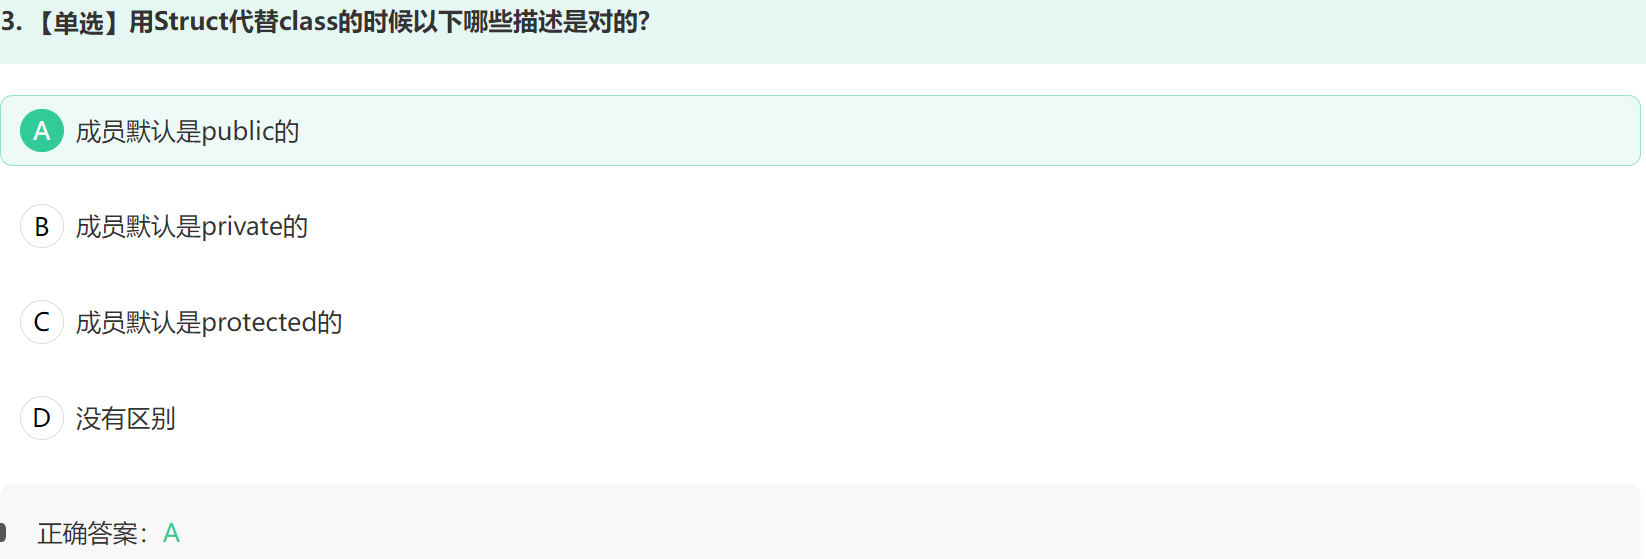 3. 【单选】用Struct代替class的时候以下哪些描述是对的?
A 成员默认是public的
B 成员默认是private的
C 成员默认是protected的
D 没有区别
正确答案：A